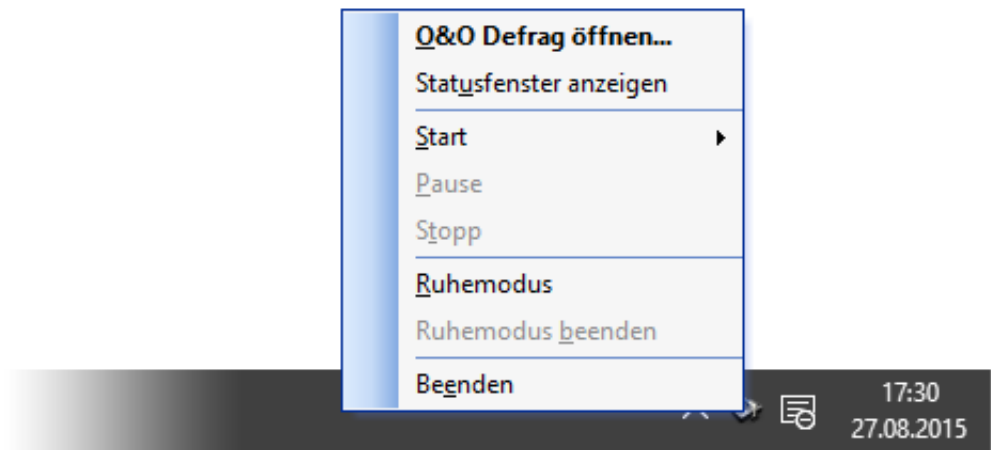 O&O Defrag öffnen...
Statusfenster anzeigen
Start
Pause
Stopp
Ruhemodus
Ruhemodus beenden
Beenden
17:30
27.08.2015